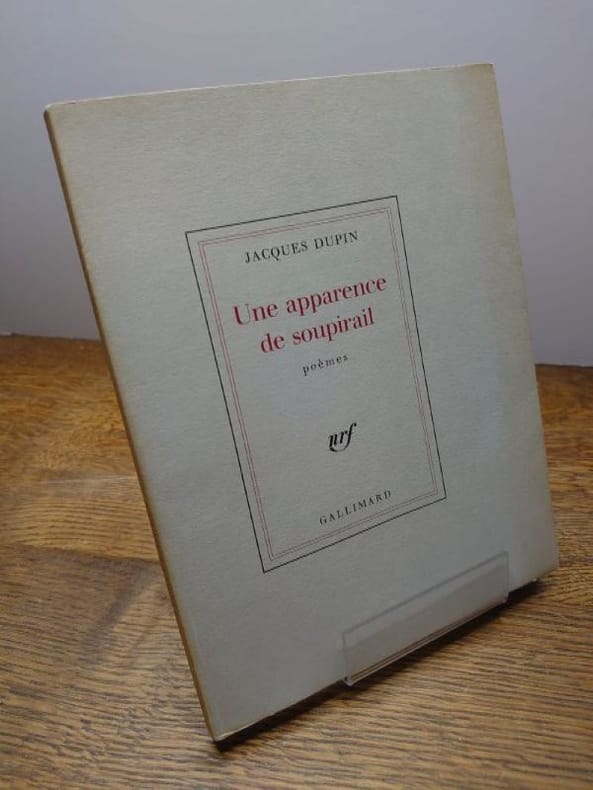 JACQUES DUPIN
Une apparence
de soupirail
poèmes
nrf
GALLIMARD